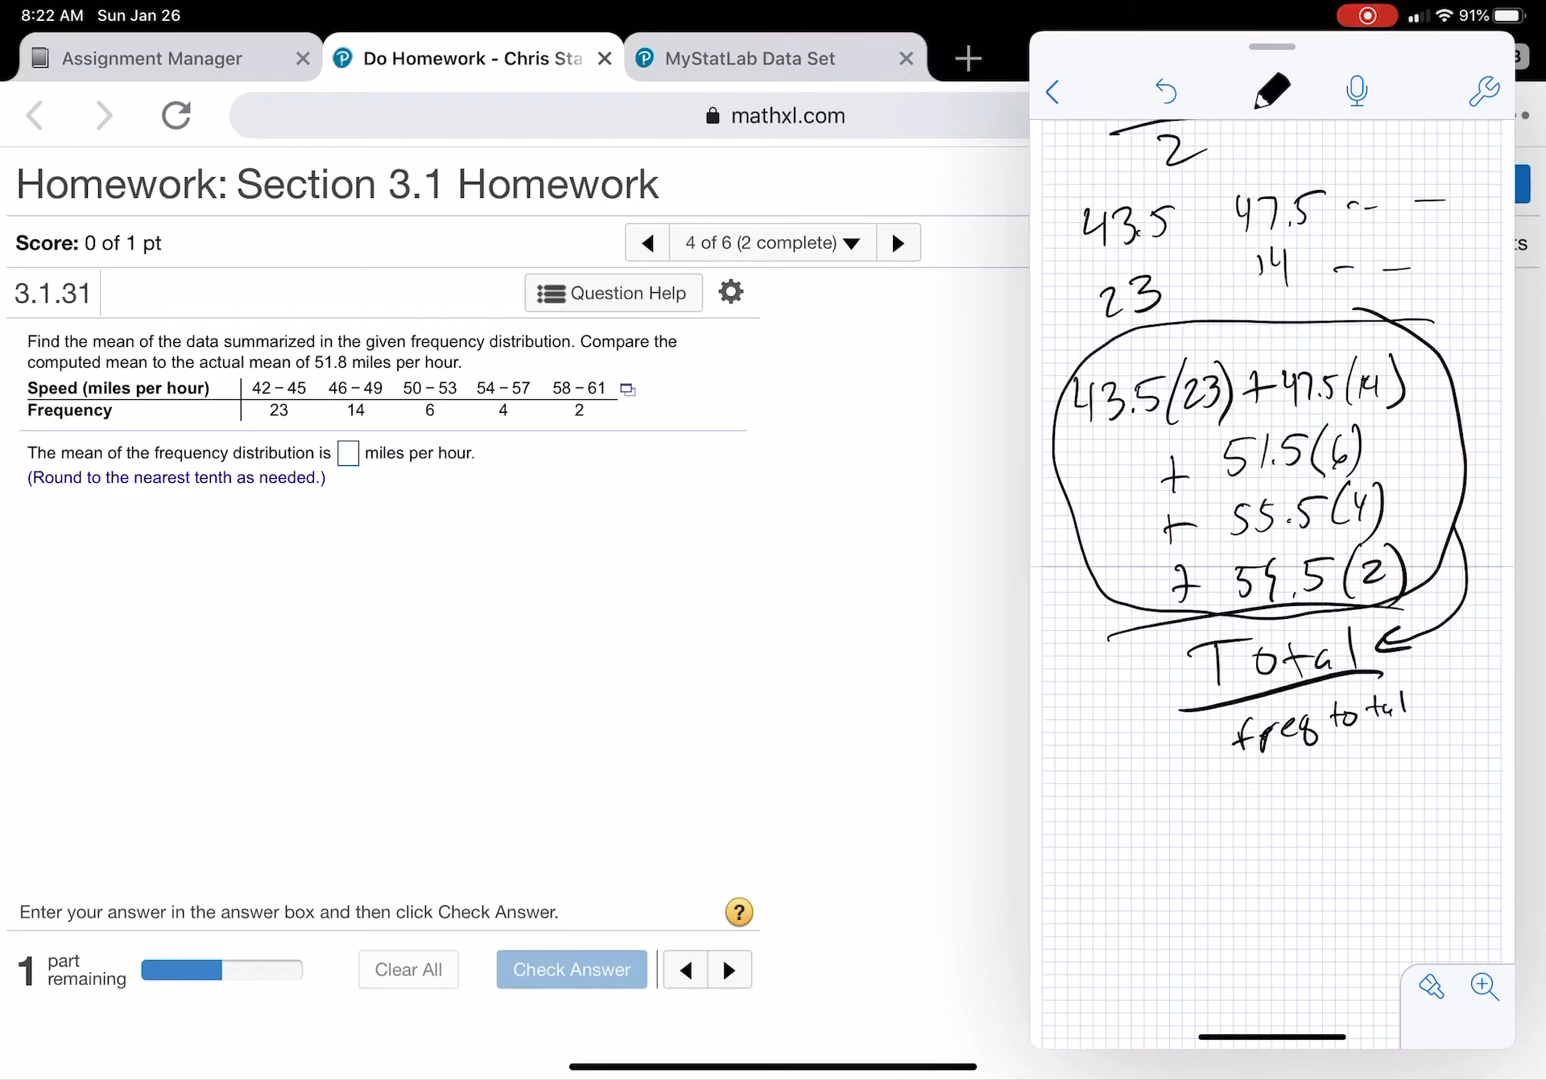 8:22 AM Sun Jan 26
91%
Assignment Manager
Do Homework - Chris Sta
MyStatLab Data Set
mathxl.com
Homework: Section 3.1 Homework
Score: 0 of 1 pt
4 of 6 (2 complete)
3.1.31
Question Help
Find the mean of the data summarized in the given frequency distribution. Compare the
computed mean to the actual mean of 51.8 miles per hour.
Speed (miles per hour) 42 – 45 46 – 49 50 – 53 54 – 57 58 – 61
Frequency 23 14 6 4 2
The mean of the frequency distribution is miles per hour.
(Round to the nearest tenth as needed.)
Enter your answer in the answer box and then click Check Answer.
?
1 part remaining
Clear All
Check Answer
3
ts
2
43.5 47.5 -- —
23 14 - -
43.5(23) + 47.5(14)
+ 51.5(6)
+ 55.5(4)
+ 59.5(2)
Total
freq total